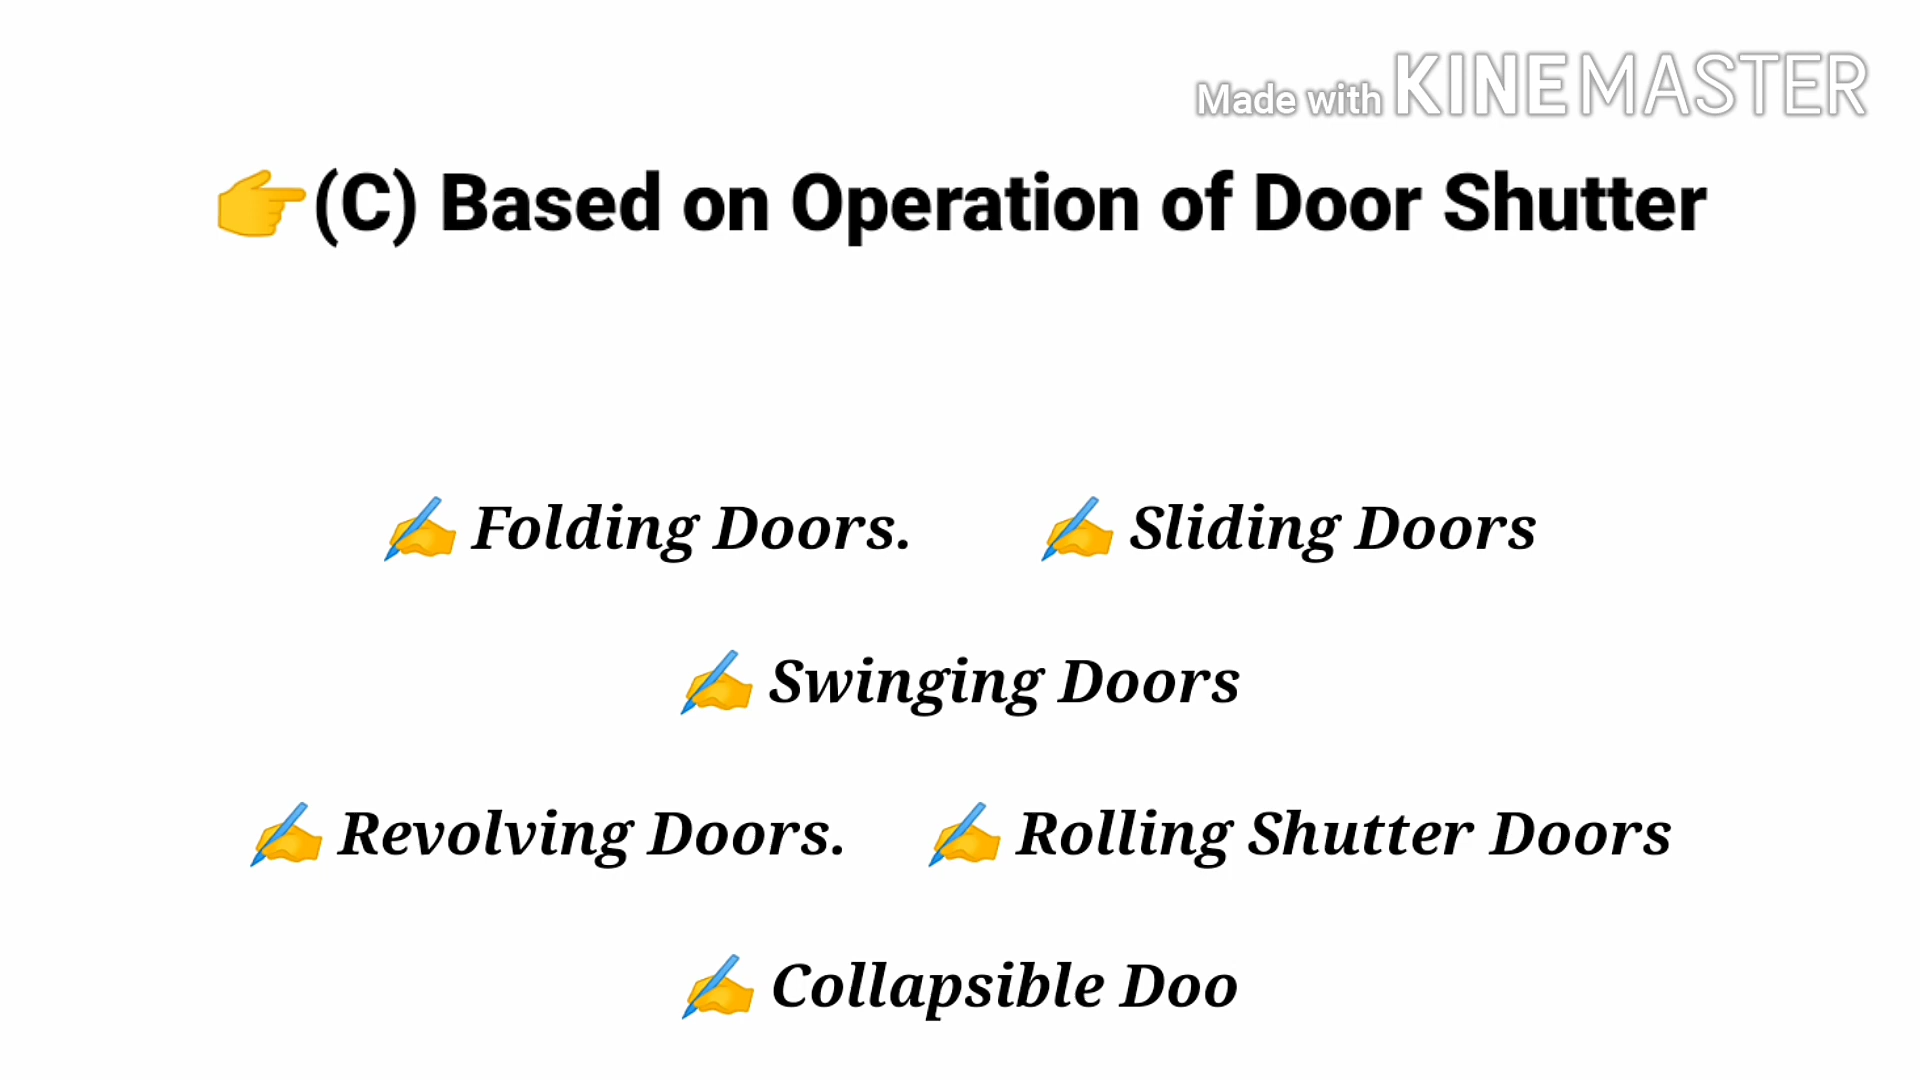 Made with KINEMASTER
👉(C) Based on Operation of Door Shutter
✍ Folding Doors. ✍ Sliding Doors
✍ Swinging Doors
✍ Revolving Doors. ✍ Rolling Shutter Doors
✍ Collapsible Doo